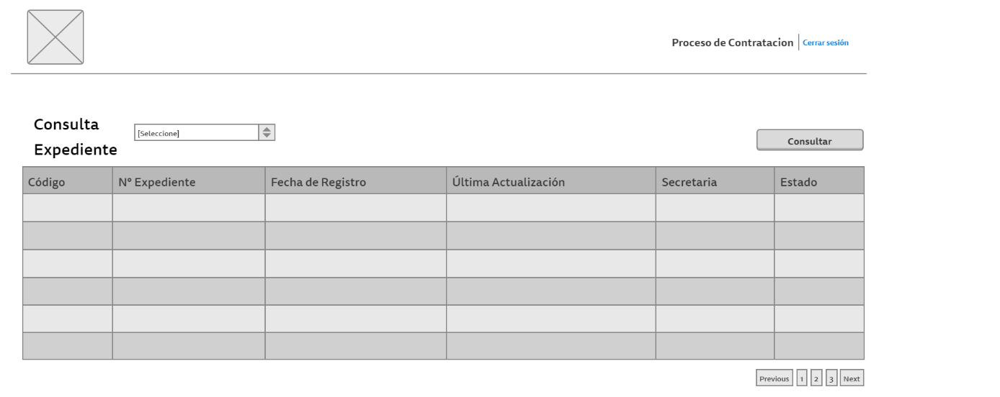 Proceso de Contratacion Cerrar sesión
Consulta
Expediente
[Seleccione]
Consultar
Código N° Expediente Fecha de Registro Última Actualización Secretaria Estado
Previous 1 2 3 Next